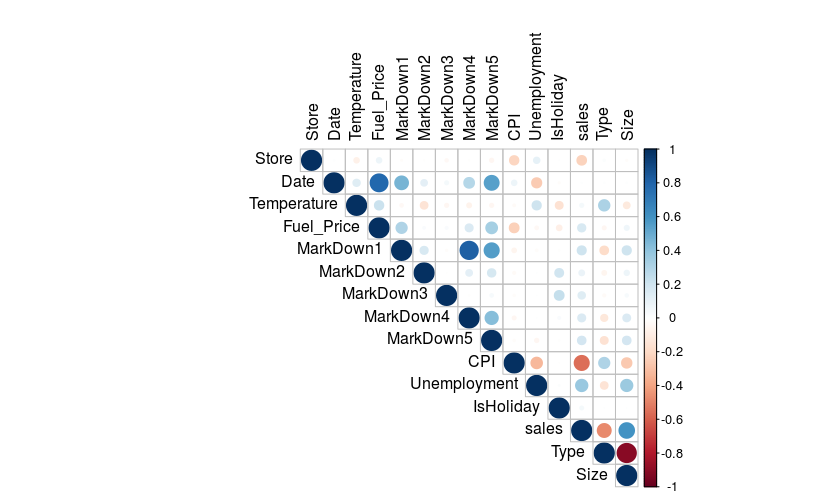 Store
Date
Temperature
Fuel_Price
MarkDown1
MarkDown2
MarkDown3
MarkDown4
MarkDown5
CPI
Unemployment
IsHoliday
sales
Type
Size
Store
Date
Temperature
Fuel_Price
MarkDown1
MarkDown2
MarkDown3
MarkDown4
MarkDown5
CPI
Unemployment
IsHoliday
sales
Type
Size
1
0.8
0.6
0.4
0.2
0
-0.2
-0.4
-0.6
-0.8
-1